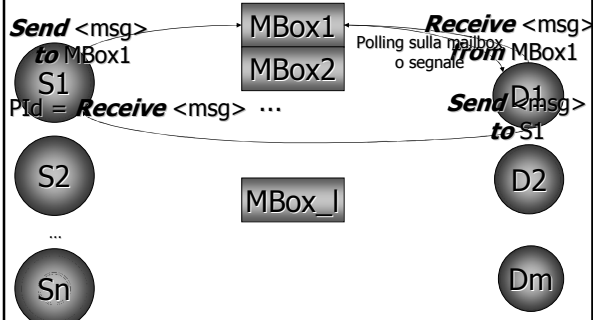 Send <msg>
to MBox1
S1
PId = Receive <msg>
MBox1
MBox2
...
Polling sulla mailbox
o segnale
Receive <msg>
from MBox1
D1
Send <msg>
to S1
S2
MBox_l
D2
...
Sn
Dm